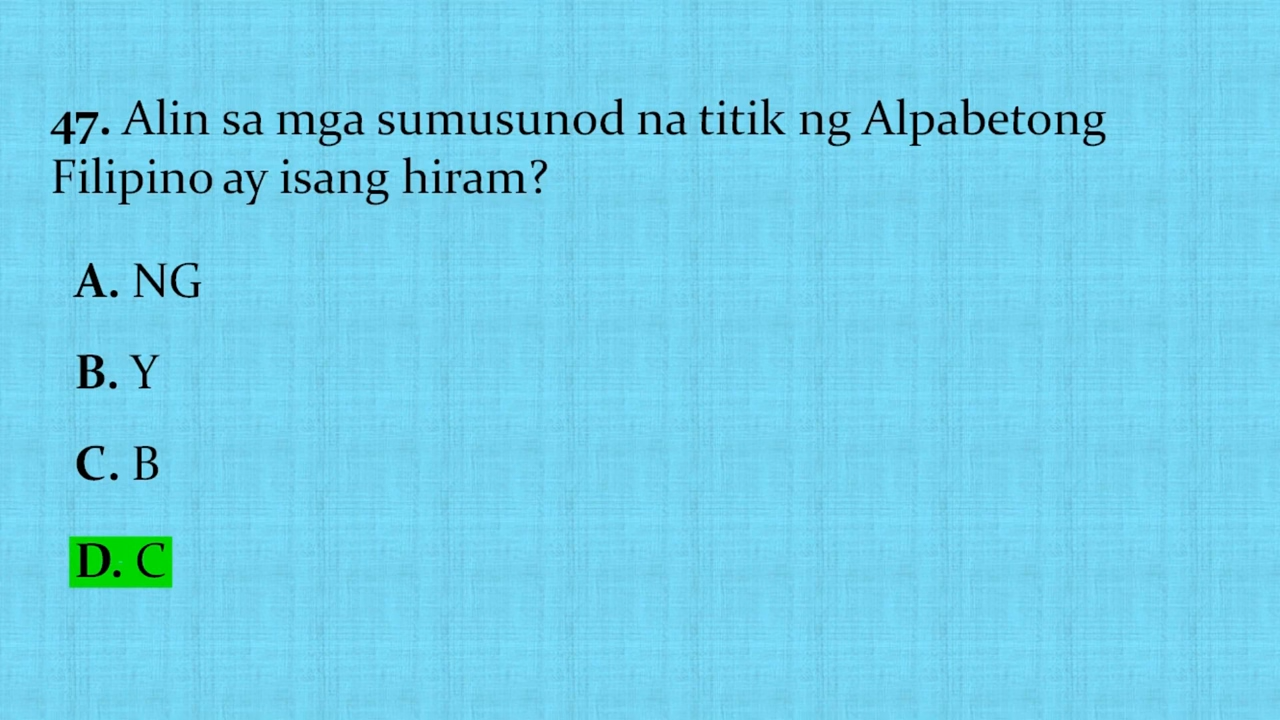 47. Alin sa mga sumusunod na titik ng Alpabetong
Filipino ay isang hiram?
A. NG
B. Y
C. B
D. C